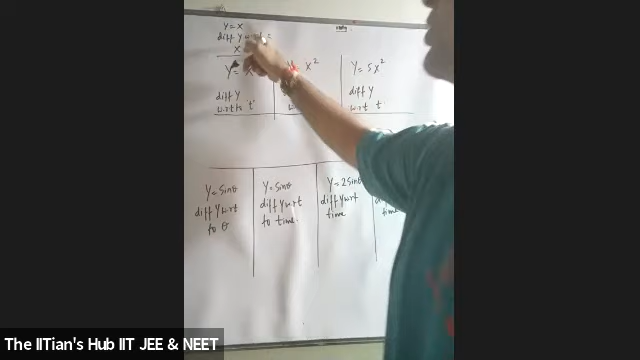 Y = x
diff Y w.r.t
x
Y =
Y = x²
Y = 5x²
diff Y
w.r.t to 't'
diff Y
w.r.t t
Y = sinθ
diff Y w.r.t
to θ
Y = sinθ
diff Y w.r.t
to time.
Y = 2 sinθ
diff Y w.r.t
time
The IITian's Hub IIT JEE & NEET